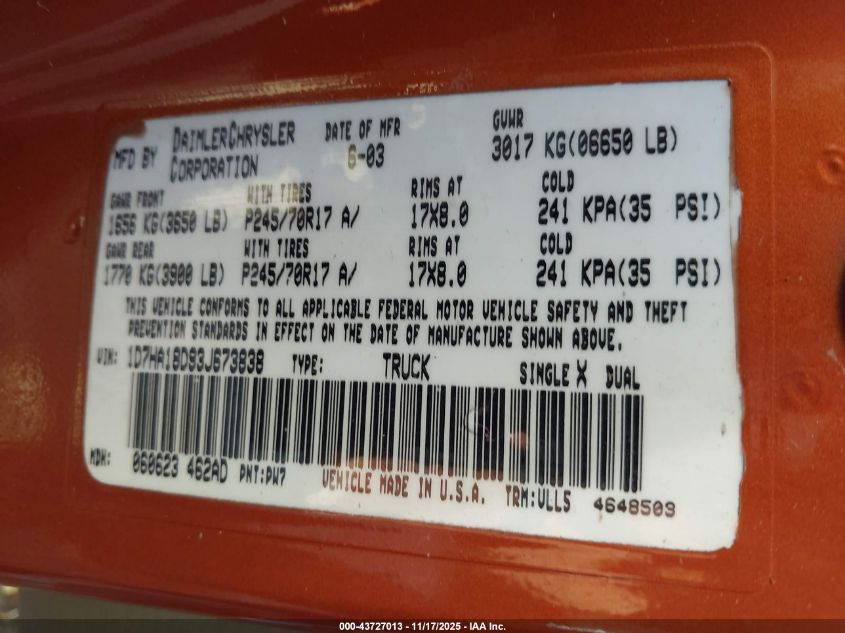 MFD BY DAIMLERCHRYSLER CORPORATION DATE OF MFR 6-03 GVWR 3017 KG(06650 LB)
GAWR FRONT WITH TIRES RIMS AT COLD
1656 KG(3650 LB) P245/70R17 A/ 17X8.0 241 KPA(35 PSI)
GAWR REAR WITH TIRES RIMS AT COLD
1770 KG(3900 LB) P245/70R17 A/ 17X8.0 241 KPA(35 PSI)
THIS VEHICLE CONFORMS TO ALL APPLICABLE FEDERAL MOTOR VEHICLE SAFETY AND THEFT
PREVENTION STANDARDS IN EFFECT ON THE DATE OF MANUFACTURE SHOWN ABOVE.
VIN: 1D7HA18D93J673838 TYPE: TRUCK SINGLE X DUAL
MDH: 060623 462AD PNT:PW7 VEHICLE MADE IN U.S.A. TRM:VLL5 4648503
000-43727013 - 11/17/2025 - IAA Inc.